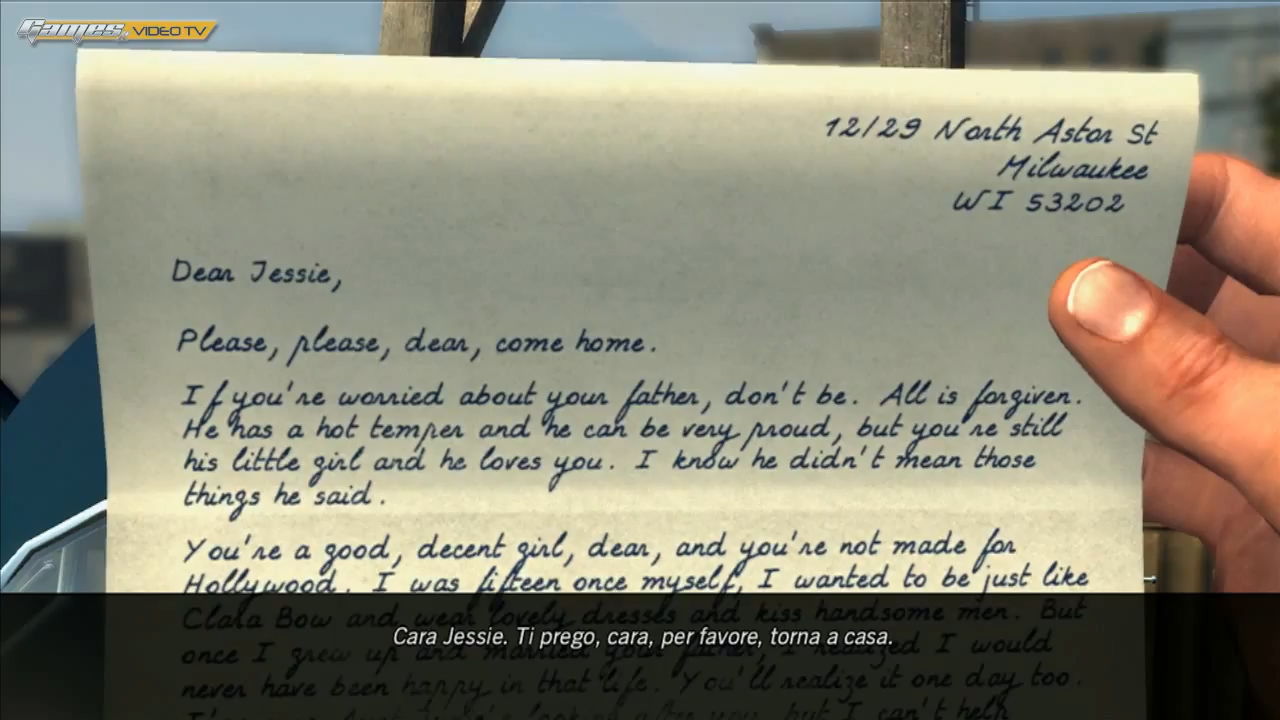 Games.it VIDEO TV
12/29 North Astor St
Milwaukee
WI 53202
Dear Jessie,
Please, please, dear, come home.
If you're worried about your father, don't be. All is forgiven.
He has a hot temper and he can be very proud, but you're still
his little girl and he loves you. I know he didn't mean those
things he said.
You're a good, decent girl, dear, and you're not made for
Hollywood. I was fifteen once myself, I wanted to be just like
Clara Bow and wear lovely dresses and kiss handsome men. But
once I grew up and married your father, I realized I would
never have been happy in that life. You'll realize it one day too.
but I can't help
Cara Jessie. Ti prego, cara, per favore, torna a casa.